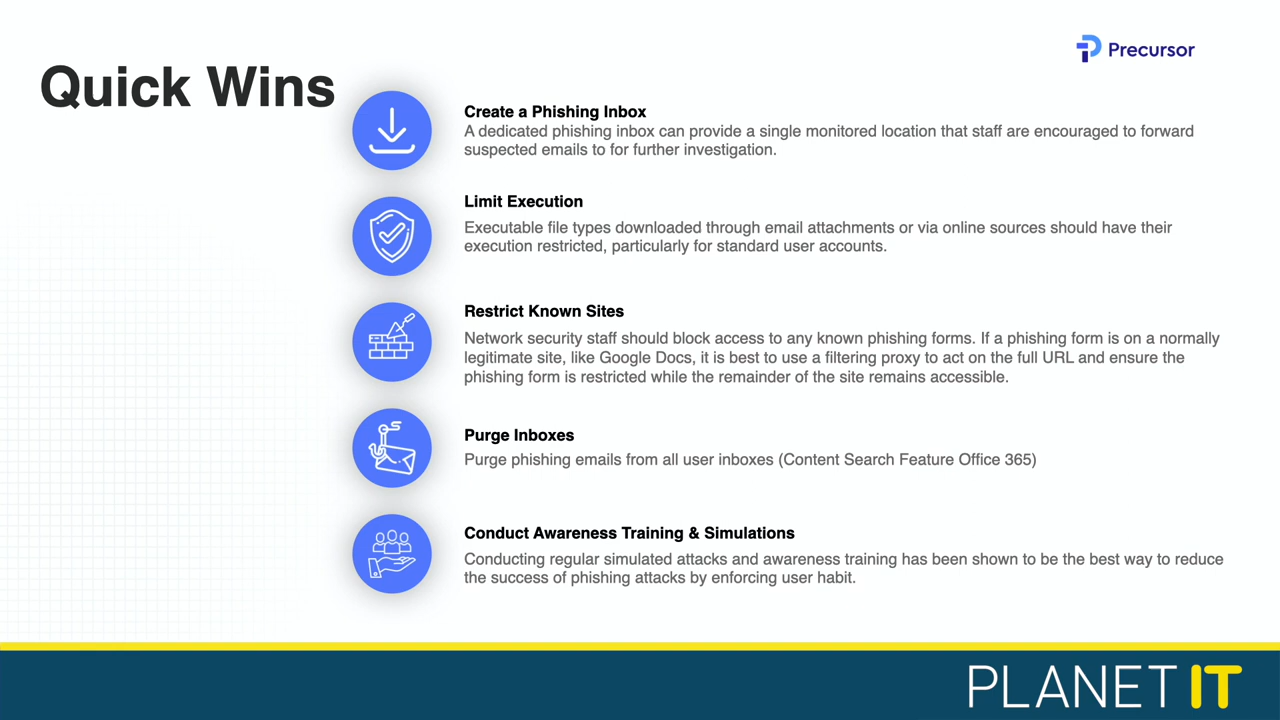 Precursor
Quick Wins
Create a Phishing Inbox
A dedicated phishing inbox can provide a single monitored location that staff are encouraged to forward
suspected emails to for further investigation.
Limit Execution
Executable file types downloaded through email attachments or via online sources should have their
execution restricted, particularly for standard user accounts.
Restrict Known Sites
Network security staff should block access to any known phishing forms. If a phishing form is on a normally
legitimate site, like Google Docs, it is best to use a filtering proxy to act on the full URL and ensure the
phishing form is restricted while the remainder of the site remains accessible.
Purge Inboxes
Purge phishing emails from all user inboxes (Content Search Feature Office 365)
Conduct Awareness Training & Simulations
Conducting regular simulated attacks and awareness training has been shown to be the best way to reduce
the success of phishing attacks by enforcing user habit.
PLANET IT